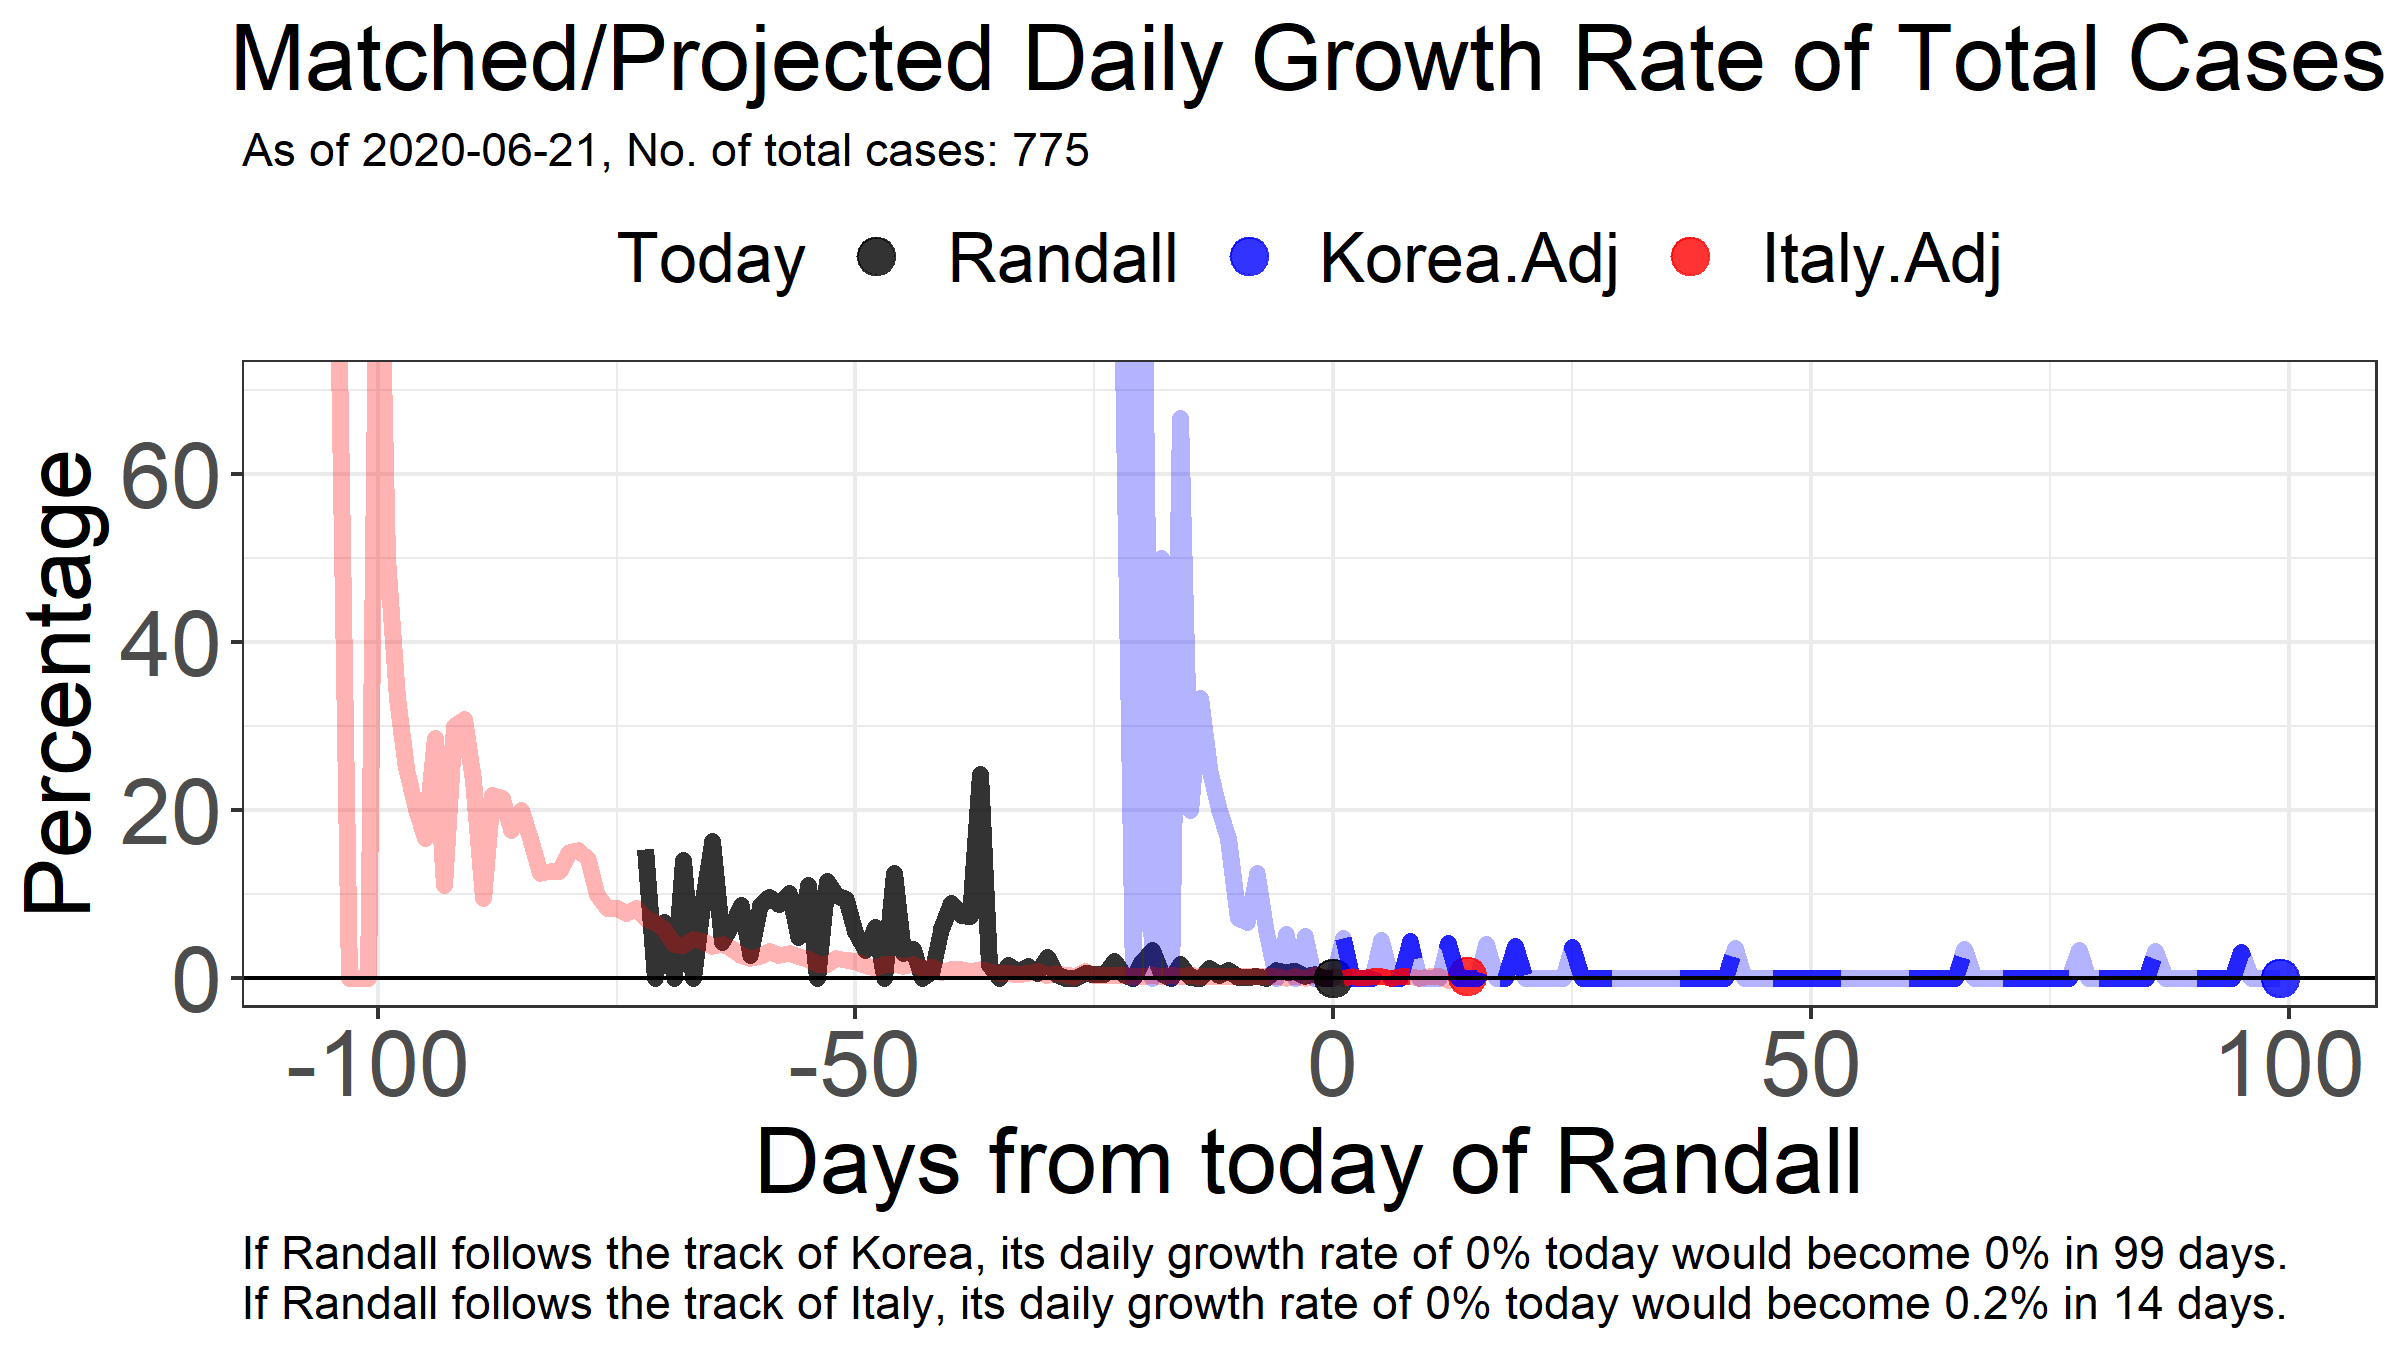 Matched/Projected Daily Growth Rate of Total Cases
As of 2020-06-21, No. of total cases: 775
Today Randall Korea.Adj Italy.Adj
Percentage
60
40
20
0
-100 -50 0 50 100
Days from today of Randall
If Randall follows the track of Korea, its daily growth rate of 0% today would become 0% in 99 days.
If Randall follows the track of Italy, its daily growth rate of 0% today would become 0.2% in 14 days.